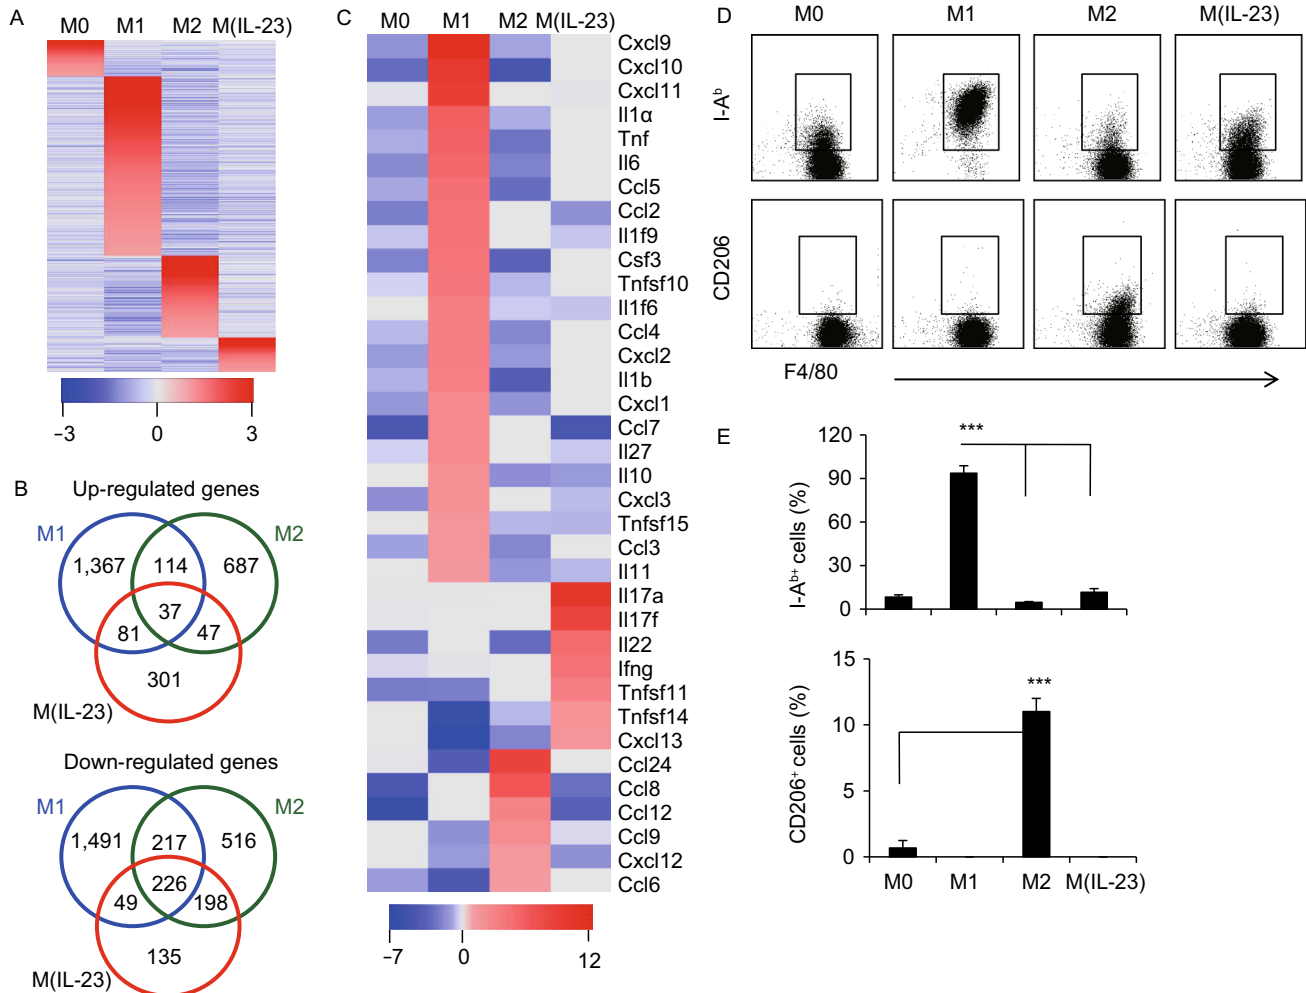 A
M0 M1 M2 M(IL-23)
−3 0 3
B
Up-regulated genes
M1
M2
1,367 114 687
37
81 47
301
M(IL-23)
Down-regulated genes
M1
M2
1,491 217 516
226
49 198
135
M(IL-23)
C
M0 M1 M2 M(IL-23)
Cxcl9
Cxcl10
Cxcl11
Il1α
Tnf
Il6
Ccl5
Ccl2
Il1f9
Csf3
Tnfsf10
Il1f6
Ccl4
Cxcl2
Il1b
Cxcl1
Ccl7
Il27
Il10
Cxcl3
Tnfsf15
Ccl3
Il11
Il17a
Il17f
Il22
Ifng
Tnfsf11
Tnfsf14
Cxcl13
Ccl24
Ccl8
Ccl12
Ccl9
Cxcl12
Ccl6
−7 0 12
D
M0 M1 M2 M(IL-23)
I-Aᵇ
CD206
F4/80
E
I-Aᵇ⁺ cells (%)
120
90
60
30
0
***
CD206⁺ cells (%)
15
10
5
0
***
M0 M1 M2 M(IL-23)